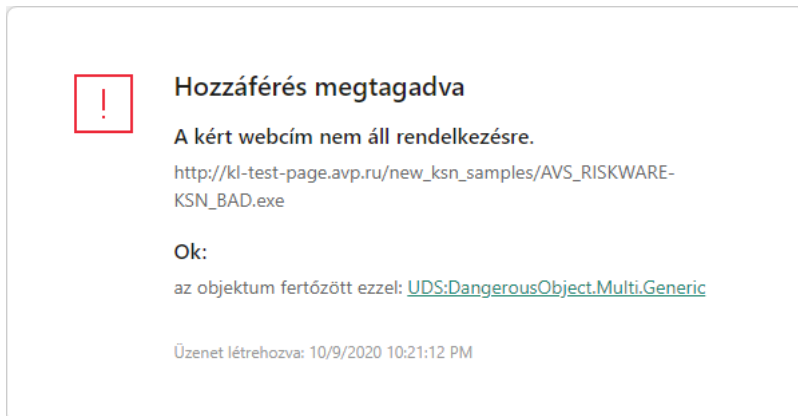 Hozzáférés megtagadva
A kért webcím nem áll rendelkezésre.
http://kl-test-page.avp.ru/new_ksn_samples/AVS_RISKWARE-
KSN_BAD.exe
Ok:
az objektum fertőzött ezzel: UDS:DangerousObject.Multi.Generic
Üzenet létrehozva: 10/9/2020 10:21:12 PM